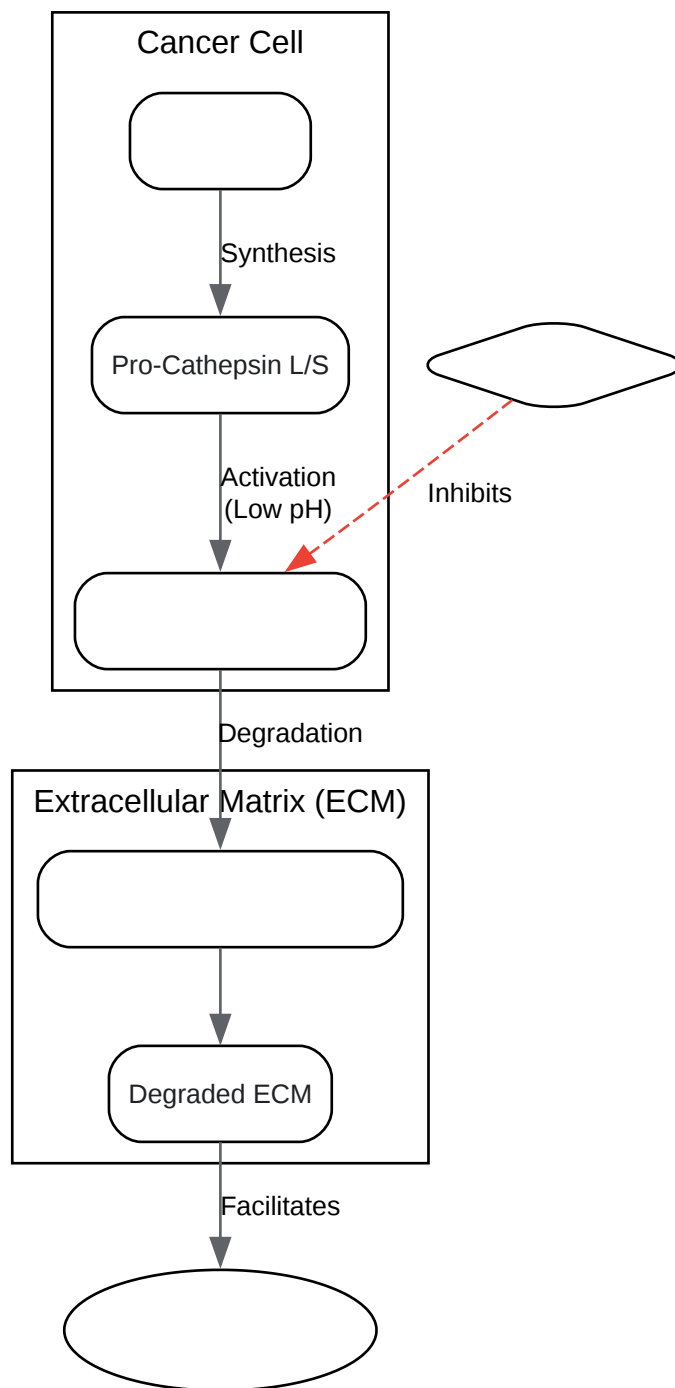 Cancer Cell
Synthesis
Pro-Cathepsin L/S
Activation
(Low pH)
Inhibits
Degradation
Extracellular Matrix (ECM)
Degraded ECM
Facilitates